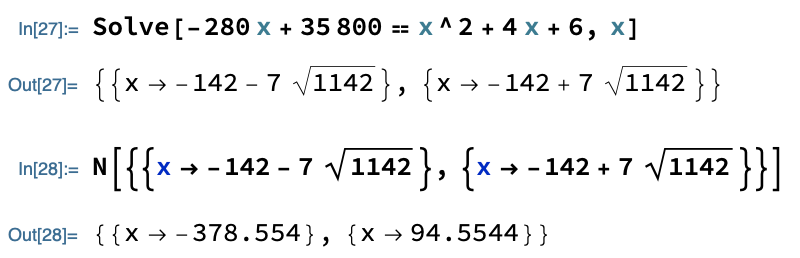 In[27]:= Solve[-280 x + 35 800 == x^2 + 4 x + 6, x]
Out[27]= {{x → -142 - 7 √1142}, {x → -142 + 7 √1142}}
In[28]:= N[{{x → -142 - 7 √1142}, {x → -142 + 7 √1142}}]
Out[28]= {{x → -378.554}, {x → 94.5544}}